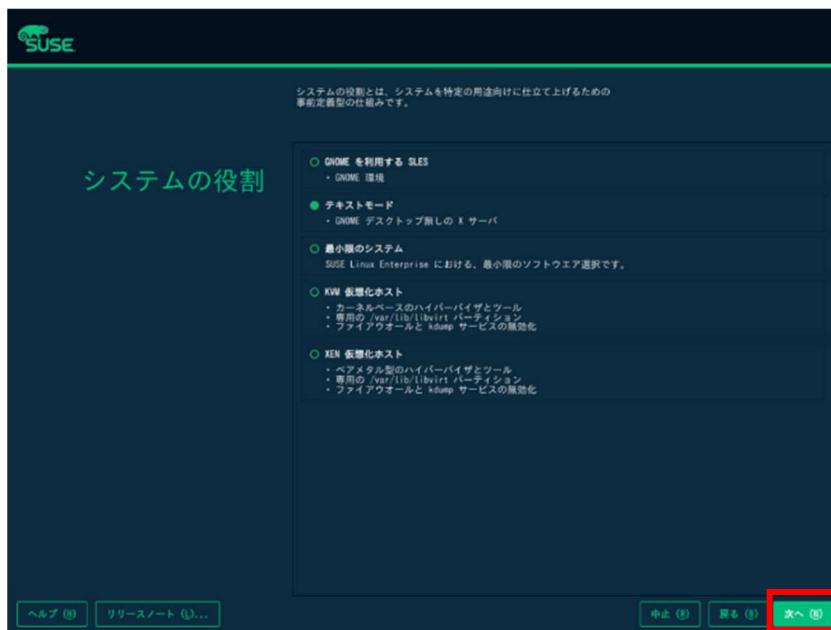 SUSE
システムの役割とは、システムを特定の用途向けに仕立て上げるための
事前定義型の仕組みです。
システムの役割
GNOME を利用する SLES
・ GNOME 環境
テキストモード
・ GNOME デスクトップ無しの X サーバ
最小限のシステム
SUSE Linux Enterprise における、最小限のソフトウエア選択です。
KVM 仮想化ホスト
・ カーネルベースのハイパーバイザとツール
・ 専用の /var/lib/libvirt パーティション
・ ファイアウオールと kdump サービスの無効化
XEN 仮想化ホスト
・ ベアメタル型のハイパーバイザとツール
・ 専用の /var/lib/libvirt パーティション
・ ファイアウオールと kdump サービスの無効化
ヘルプ (H) リリースノート (L)... 中止 (R) 戻る (B) 次へ (N)